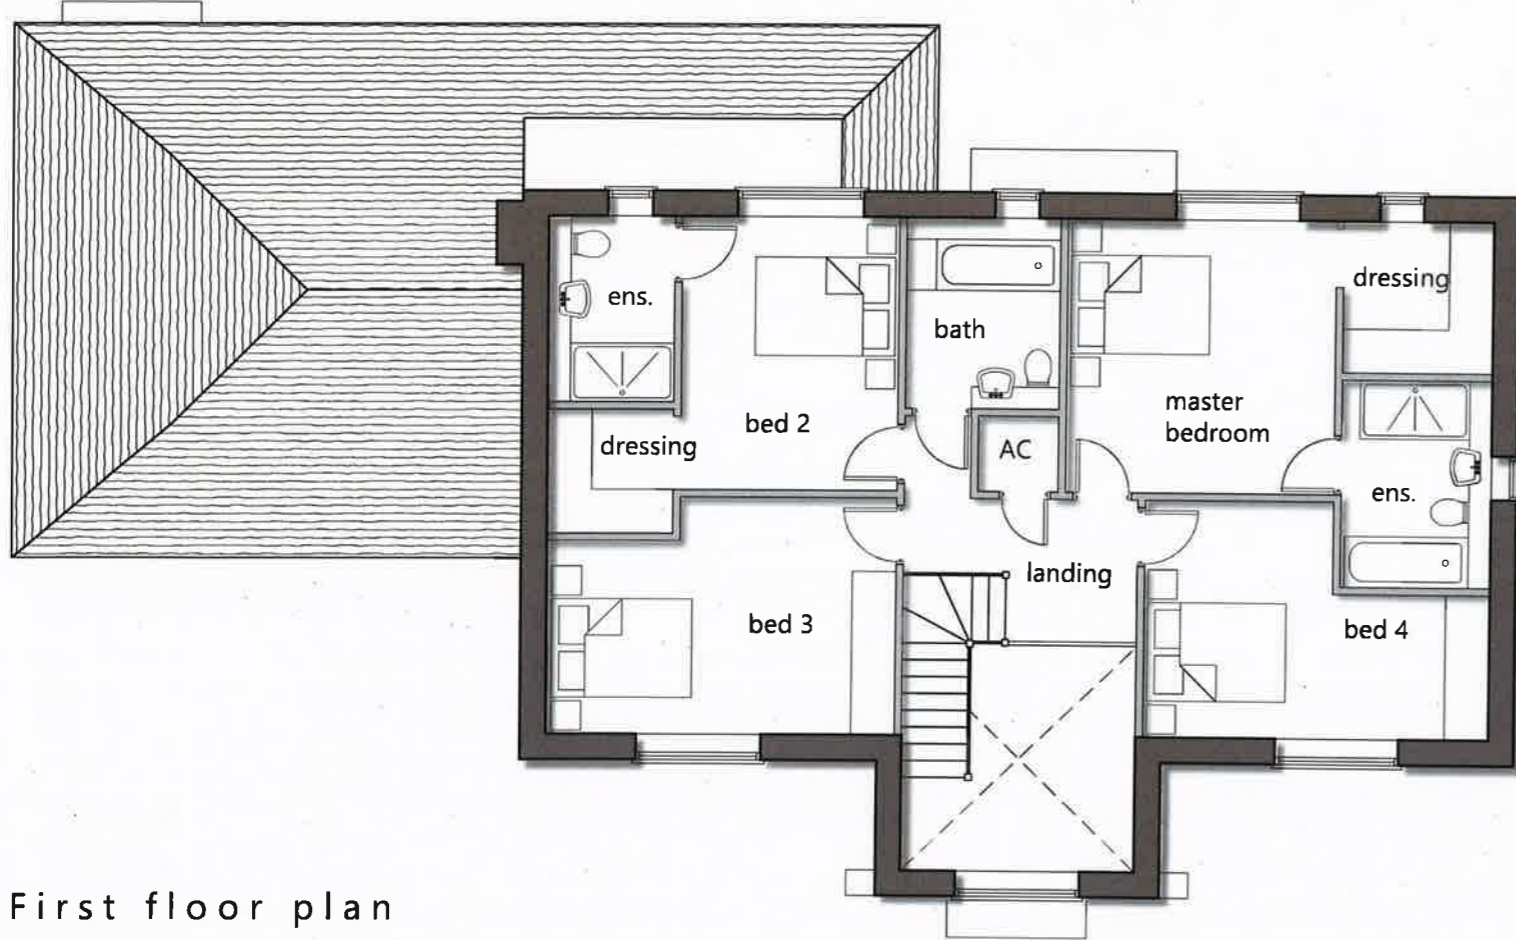 dressing
ens.
bath
master
bedroom
bed 2
dressing
AC
ens.
landing
bed 3
bed 4
First floor plan